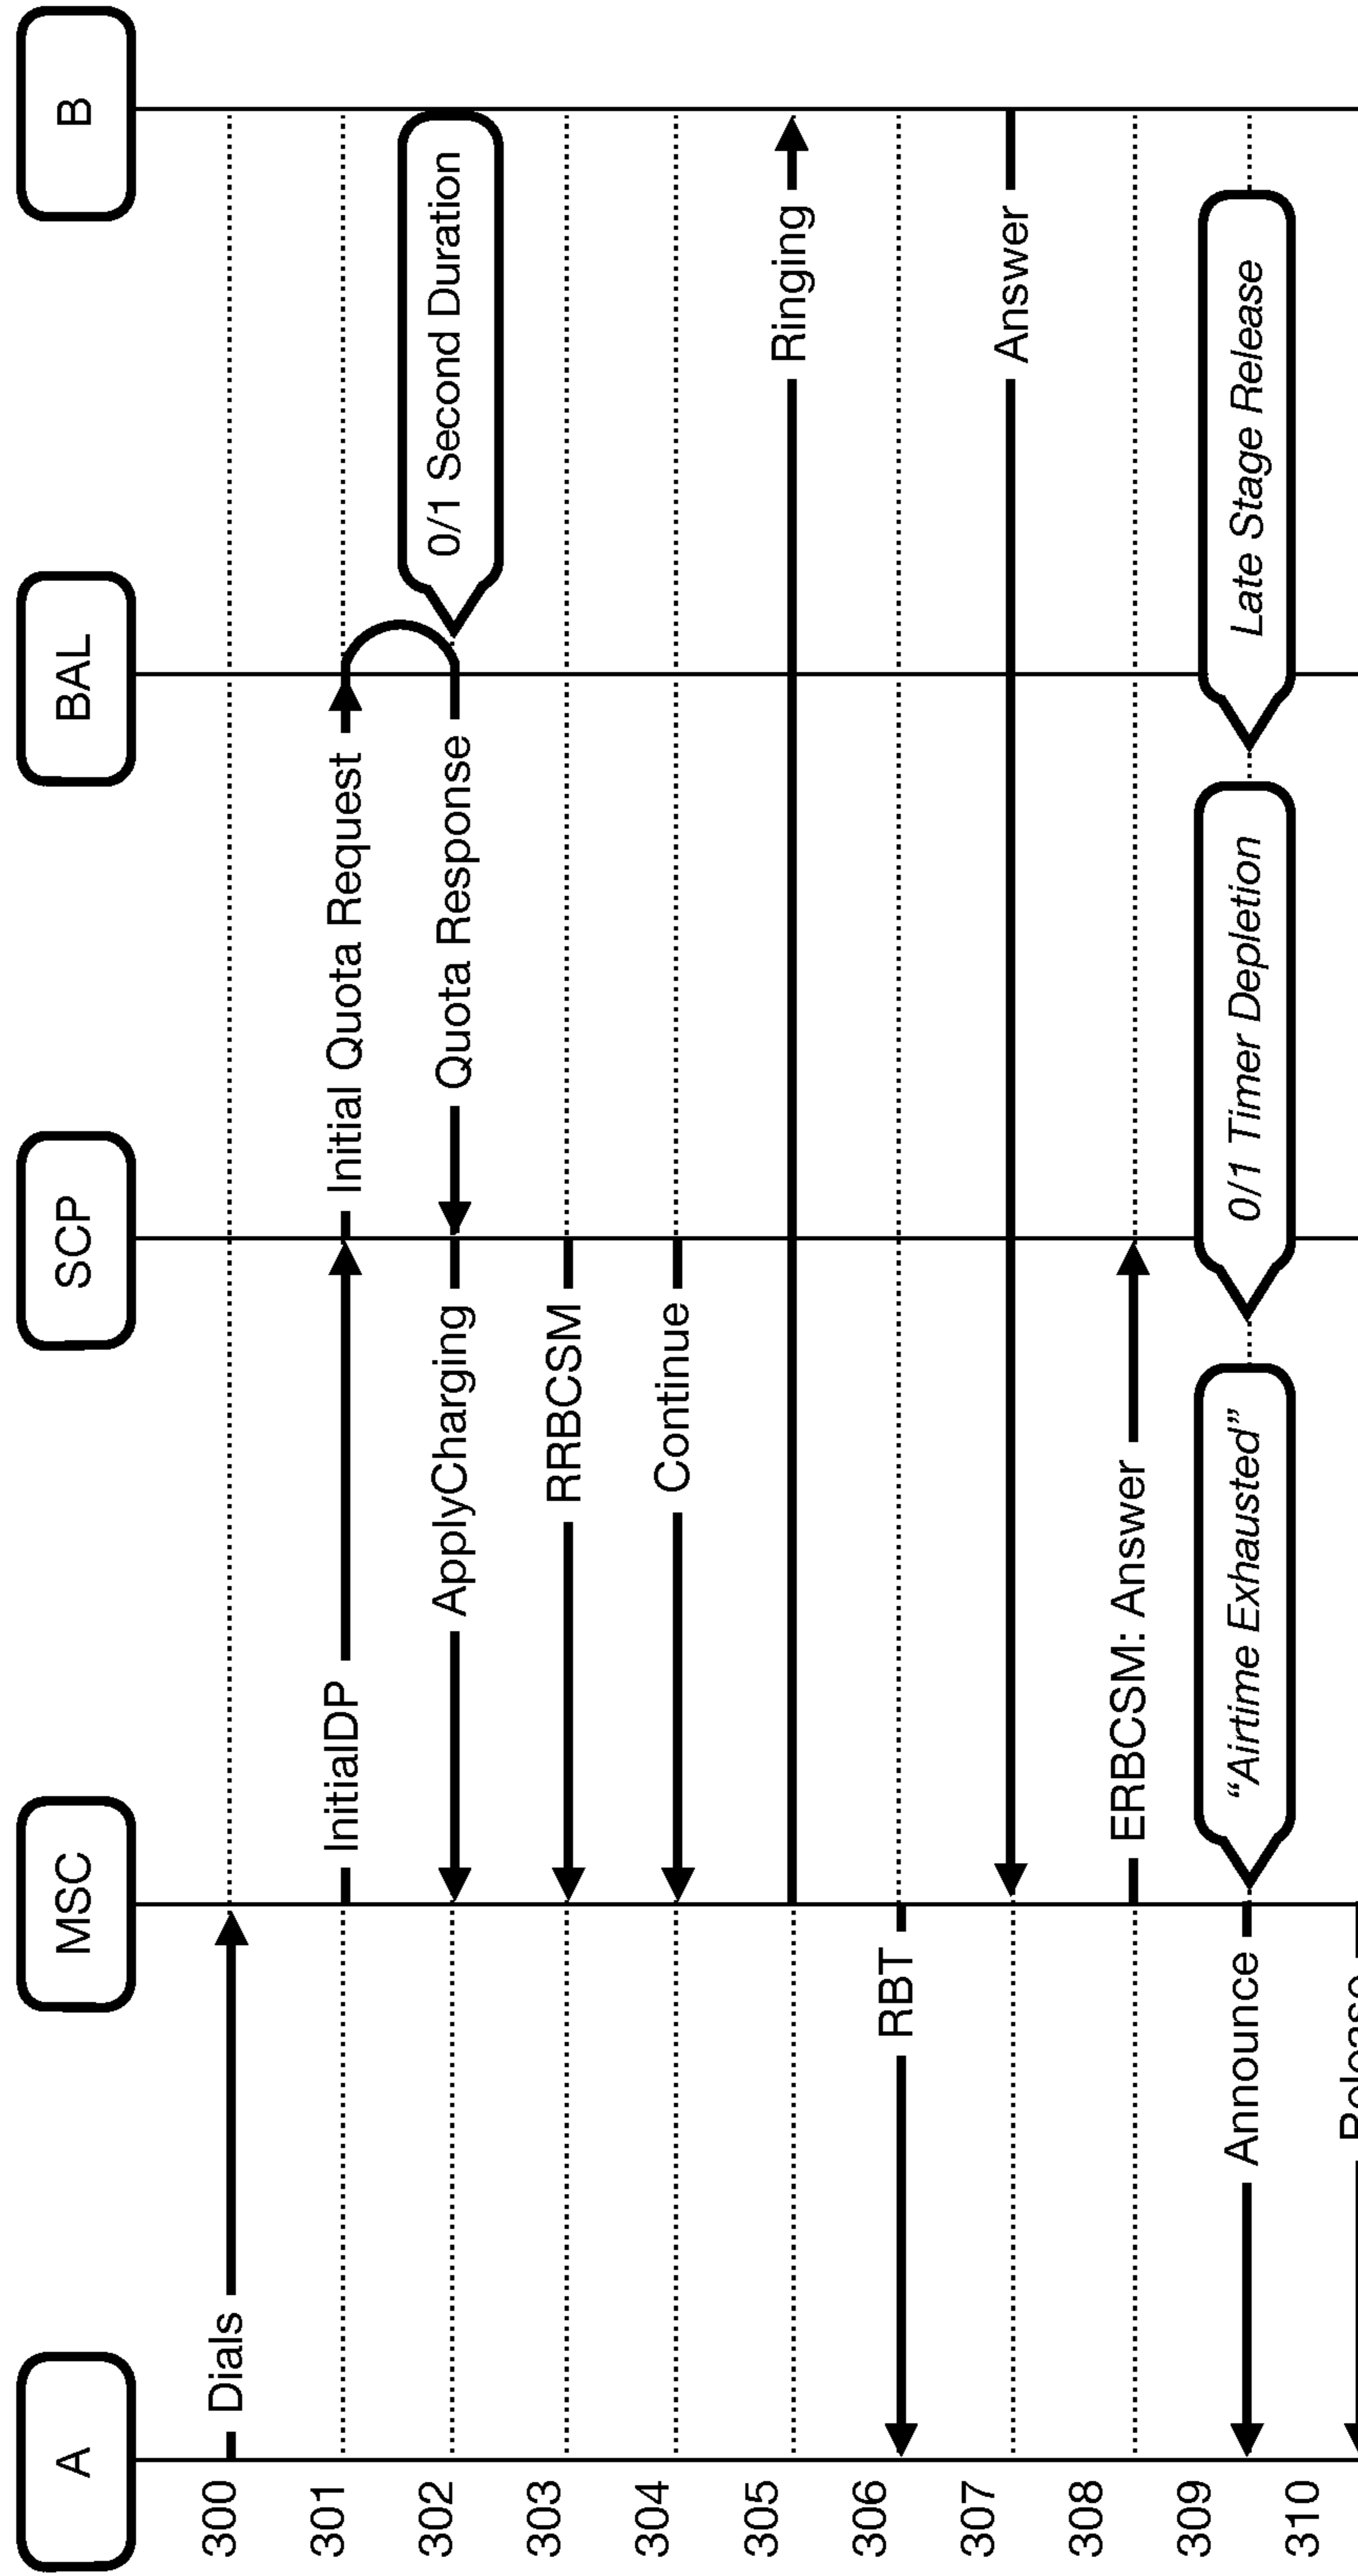 A
MSC
SCP
BAL
B
300
Dials
301
InitialDP
Initial Quota Request
302
ApplyCharging
Quota Response
0/1 Second Duration
303
RRBCSM
304
Continue
305
Ringing
306
RBT
307
Answer
308
ERBCSM: Answer
309
Announce
“Airtime Exhausted”
0/1 Timer Depletion
Late Stage Release
310
Release